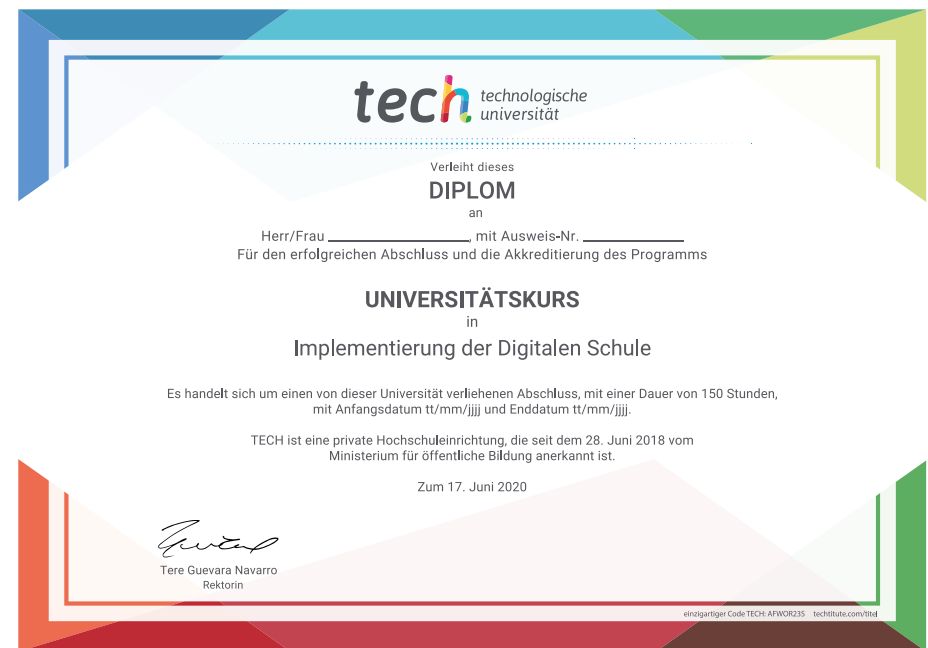 tech technologische
universität
Verleiht dieses
DIPLOM
an
Herr/Frau ____________, mit Ausweis-Nr. ____________
Für den erfolgreichen Abschluss und die Akkreditierung des Programms
UNIVERSITÄTSKURS
in
Implementierung der Digitalen Schule
Es handelt sich um einen von dieser Universität verliehenen Abschluss, mit einer Dauer von 150 Stunden,
mit Anfangsdatum tt/mm/jjjj und Enddatum tt/mm/jjjj.
TECH ist eine private Hochschuleinrichtung, die seit dem 28. Juni 2018 vom
Ministerium für öffentliche Bildung anerkannt ist.
Zum 17. Juni 2020
Tere Guevara Navarro
Rektorin
einzigartiger Code TECH: AFWOR23S techtitute.com/titel